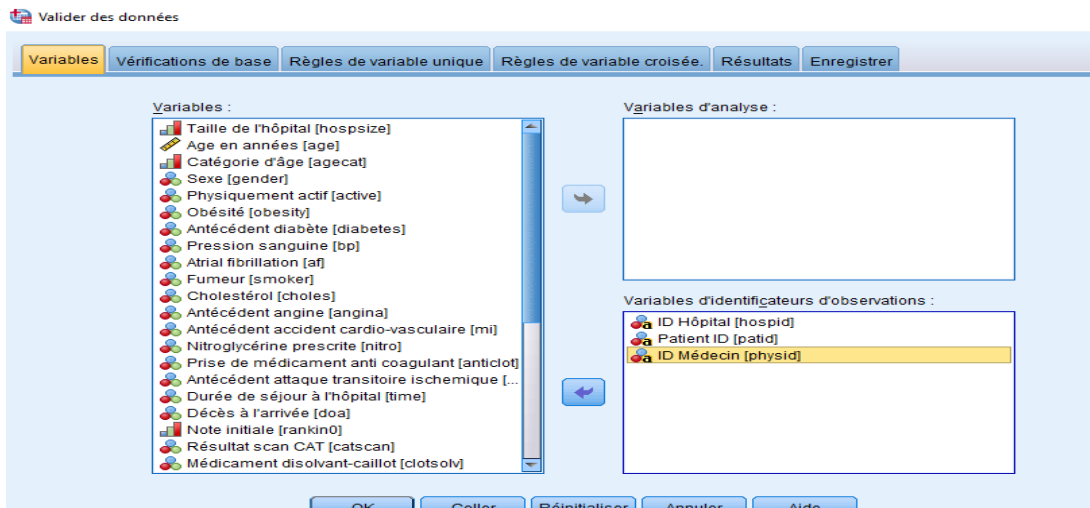 Valider des données
Variables Vérifications de base Règles de variable unique Règles de variable croisée. Résultats Enregistrer
Variables :
Taille de l'hôpital [hospsize]
Age en années [age]
Catégorie d'âge [agecat]
Sexe [gender]
Physiquement actif [active]
Obésité [obesity]
Antécédent diabète [diabetes]
Pression sanguine [bp]
Atrial fibrillation [af]
Fumeur [smoker]
Cholestérol [choles]
Antécédent angine [angina]
Antécédent accident cardio-vasculaire [mi]
Nitroglycérine prescrite [nitro]
Prise de médicament anti coagulant [anticlot]
Antécédent attaque transitoire ischemique [...
Durée de séjour à l'hôpital [time]
Décès à l'arrivée [doa]
Note initiale [rankin0]
Résultat scan CAT [catscan]
Médicament disolvant-caillot [clotsolv]
Variables d'analyse :
Variables d'identificateurs d'observations :
ID Hôpital [hospid]
Patient ID [patid]
ID Médecin [physid]
OK Coller Réinitialiser Annuler Aide